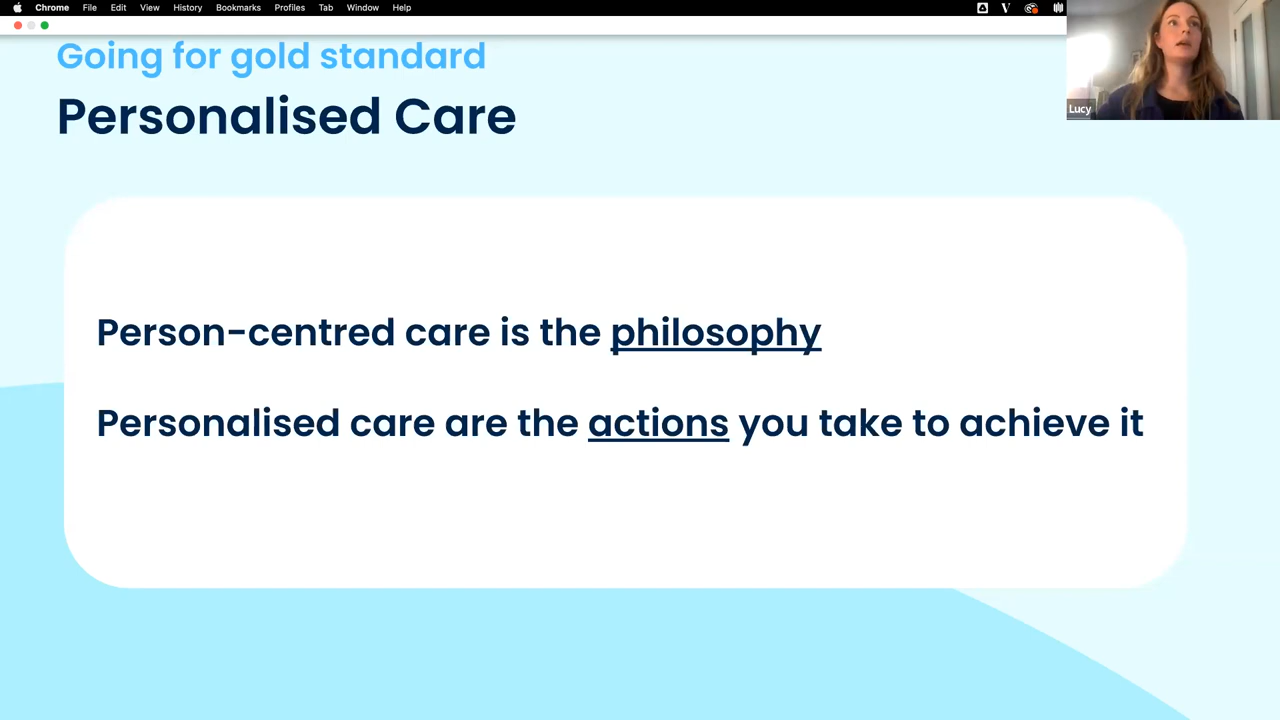 Chrome File Edit View History Bookmarks Profiles Tab Window Help
Going for gold standard
Personalised Care
Lucy
Person-centred care is the philosophy
Personalised care are the actions you take to achieve it